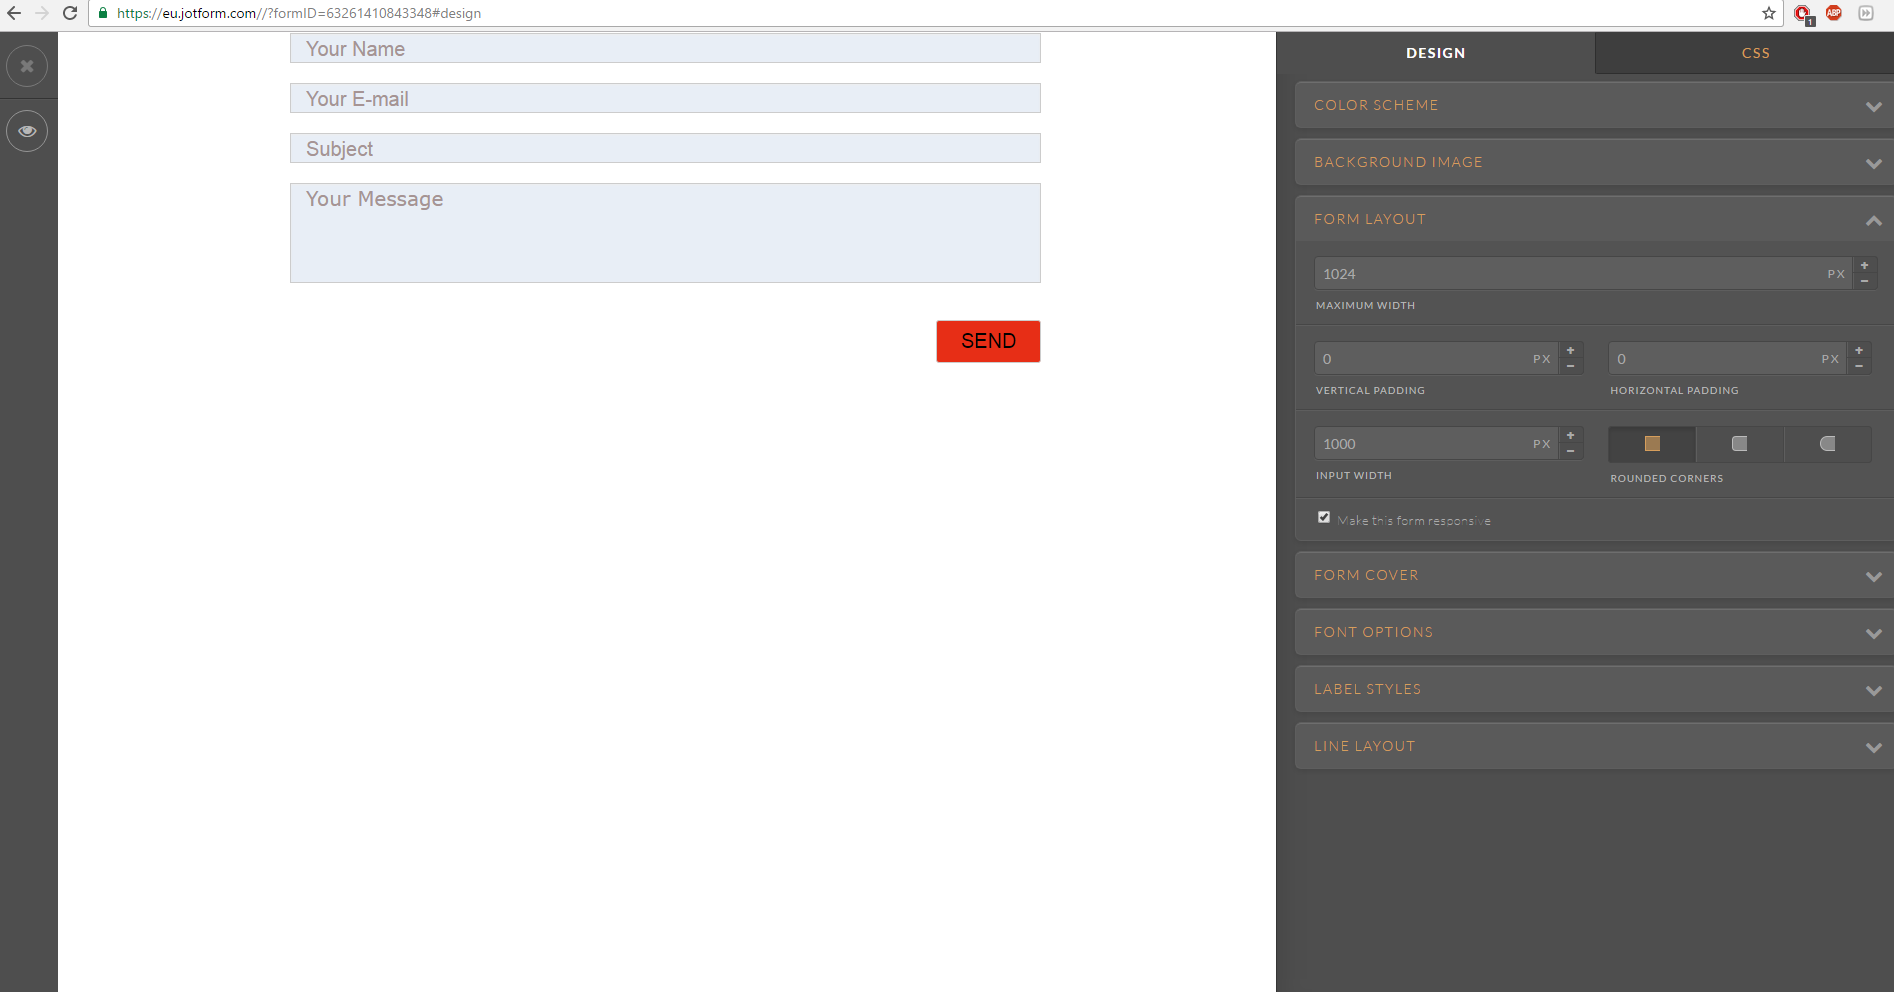 https://eu.jotform.com//?formID=63261410843348#design
1
ABP
Your Name
Your E-mail
Subject
Your Message
SEND
DESIGN
CSS
COLOR SCHEME
BACKGROUND IMAGE
FORM LAYOUT
1024 PX + −
MAXIMUM WIDTH
0 PX + −
0 PX + −
VERTICAL PADDING
HORIZONTAL PADDING
1000 PX + −
INPUT WIDTH
ROUNDED CORNERS
Make this form responsive
FORM COVER
FONT OPTIONS
LABEL STYLES
LINE LAYOUT